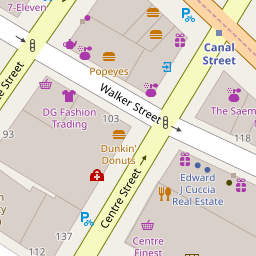 7-Eleven
Canal
Street
Popeyes
Walker Street
The Saem
DG Fashion
Trading
103
93
Dunkin'
Donuts
Centre Street
Edward
J Cuccia
Real Estate
112
137
118
Centre
Finest